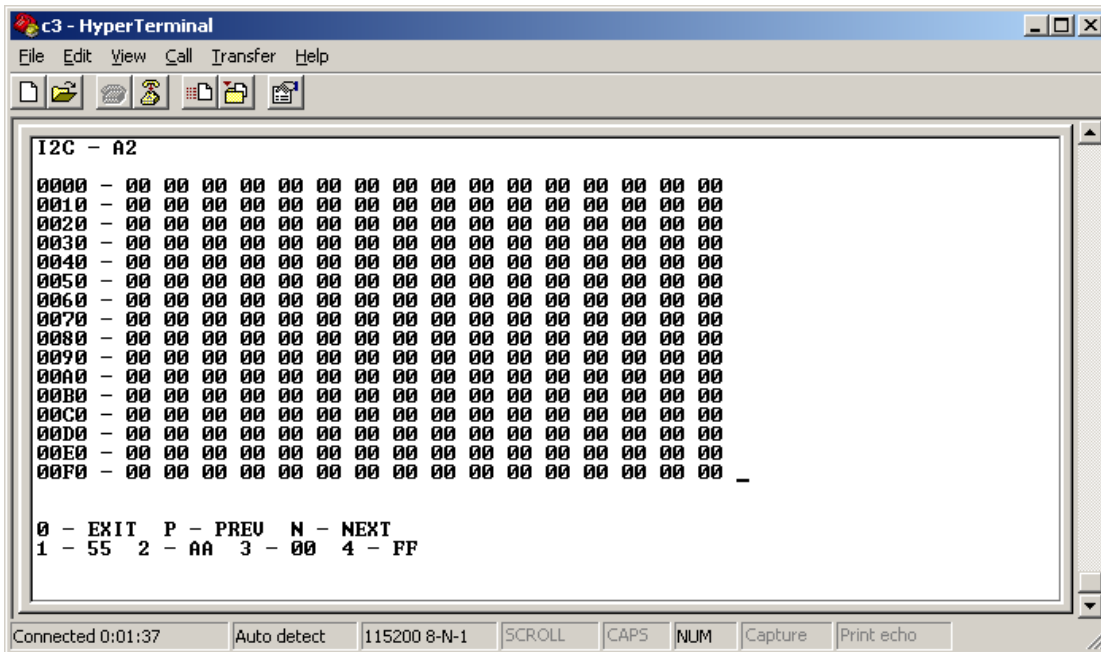 c3 - HyperTerminal
File Edit View Call Transfer Help
I2C - A2
0000 - 00 00 00 00 00 00 00 00 00 00 00 00 00 00 00 00
0010 - 00 00 00 00 00 00 00 00 00 00 00 00 00 00 00 00
0020 - 00 00 00 00 00 00 00 00 00 00 00 00 00 00 00 00
0030 - 00 00 00 00 00 00 00 00 00 00 00 00 00 00 00 00
0040 - 00 00 00 00 00 00 00 00 00 00 00 00 00 00 00 00
0050 - 00 00 00 00 00 00 00 00 00 00 00 00 00 00 00 00
0060 - 00 00 00 00 00 00 00 00 00 00 00 00 00 00 00 00
0070 - 00 00 00 00 00 00 00 00 00 00 00 00 00 00 00 00
0080 - 00 00 00 00 00 00 00 00 00 00 00 00 00 00 00 00
0090 - 00 00 00 00 00 00 00 00 00 00 00 00 00 00 00 00
00A0 - 00 00 00 00 00 00 00 00 00 00 00 00 00 00 00 00
00B0 - 00 00 00 00 00 00 00 00 00 00 00 00 00 00 00 00
00C0 - 00 00 00 00 00 00 00 00 00 00 00 00 00 00 00 00
00D0 - 00 00 00 00 00 00 00 00 00 00 00 00 00 00 00 00
00E0 - 00 00 00 00 00 00 00 00 00 00 00 00 00 00 00 00
00F0 - 00 00 00 00 00 00 00 00 00 00 00 00 00 00 00 00 _
0 - EXIT P - PREV N - NEXT
1 - 55 2 - AA 3 - 00 4 - FF
Connected 0:01:37 Auto detect 115200 8-N-1 SCROLL CAPS NUM Capture Print echo